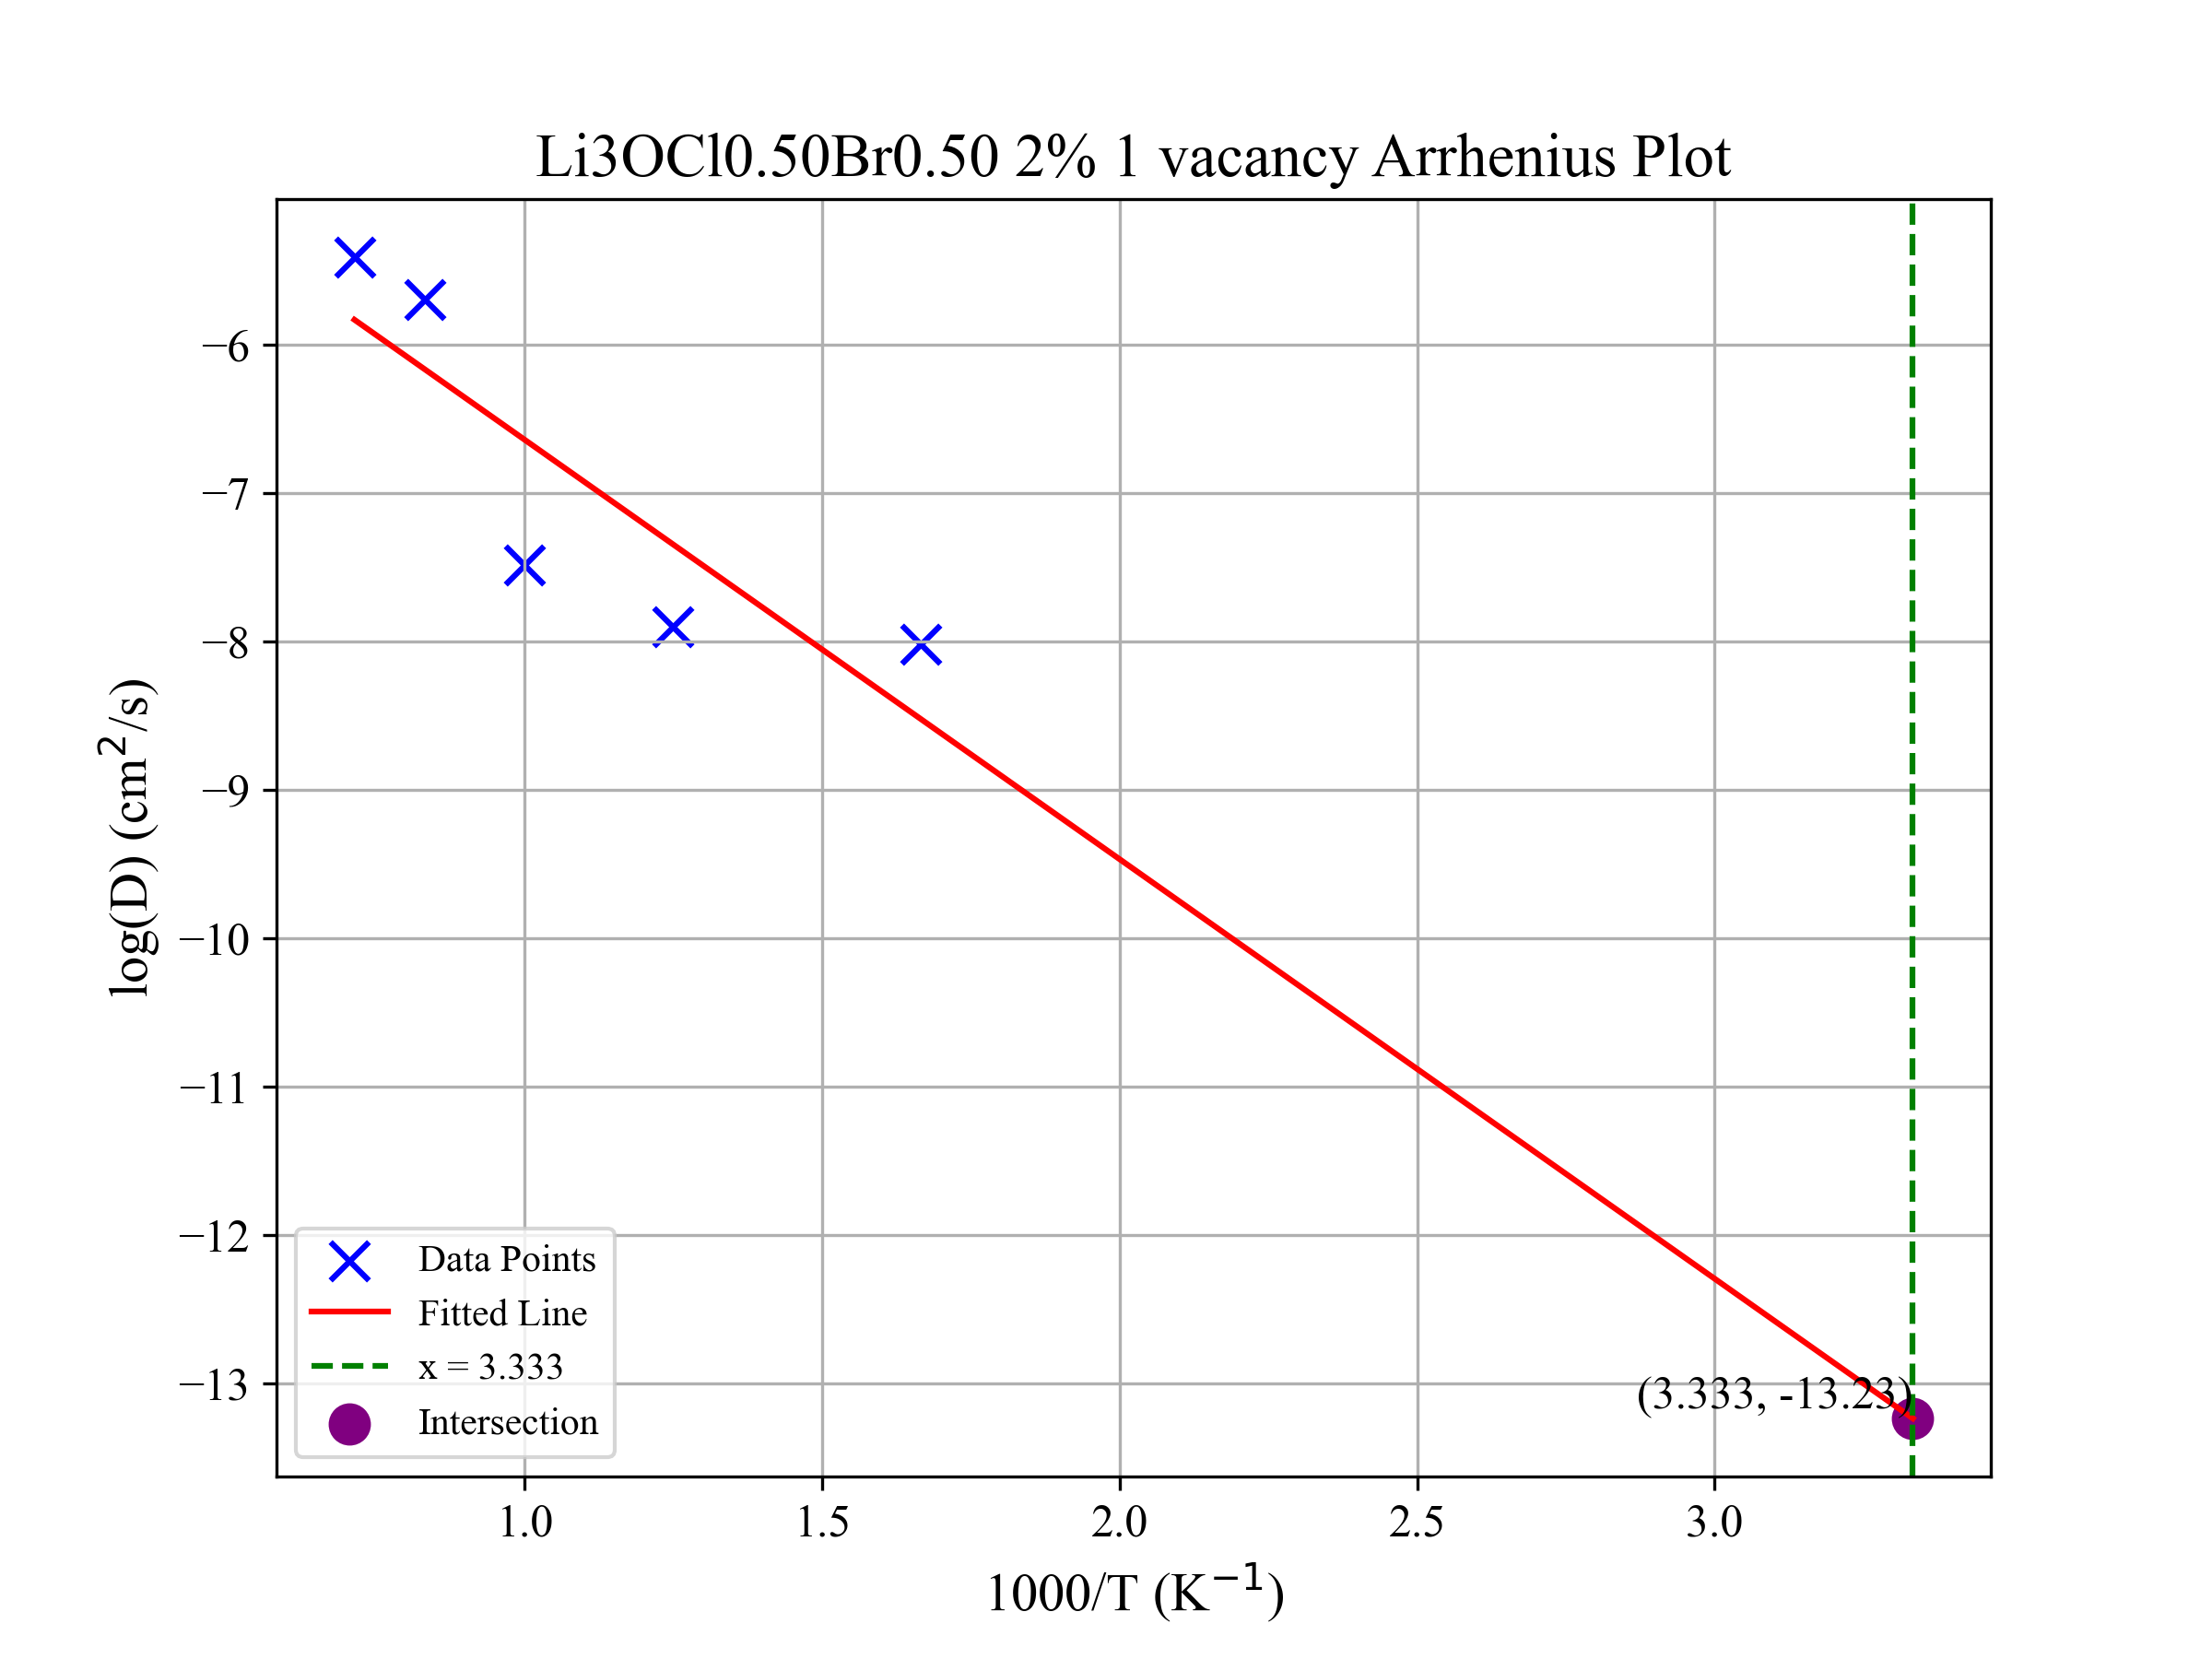 Li3OCl0.50Br0.50 2% 1 vacancy Arrhenius Plot
log(D) (cm²/s)
−6
−7
−8
−9
−10
−11
−12
−13
Data Points
Fitted Line
x = 3.333
Intersection
(3.333, -13.23)
1.0 1.5 2.0 2.5 3.0
1000/T (K⁻¹)